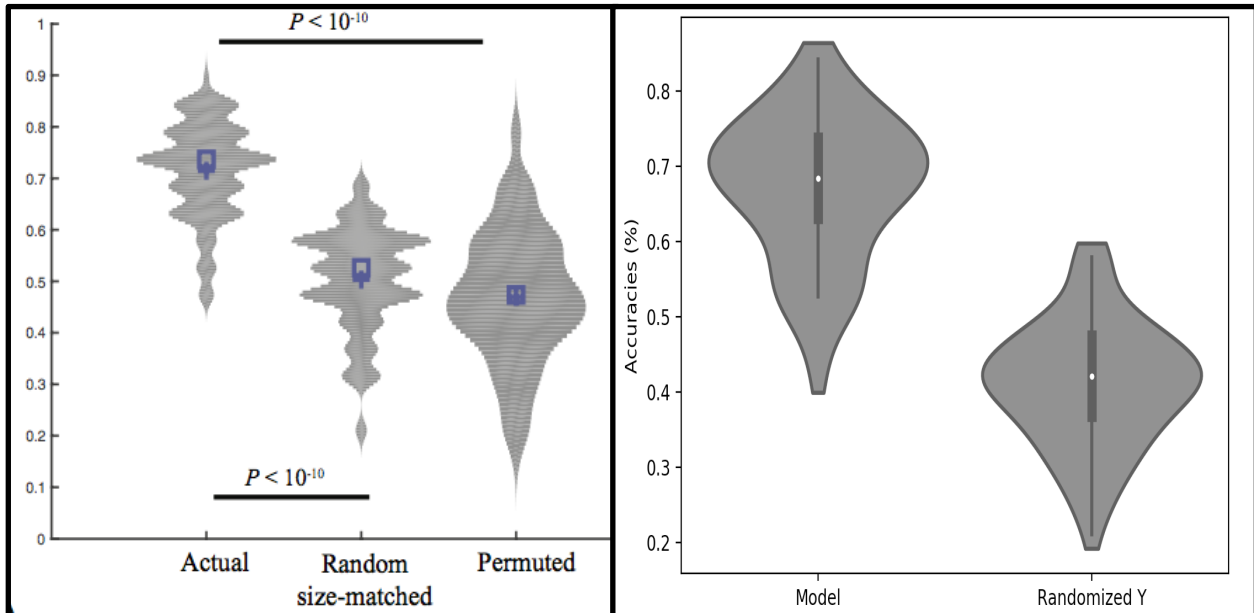 P < 10-10
1
0.9
0.8
0.7
0.6
0.5
0.4
0.3
0.2
0.1
0
P < 10-10
Actual
Random
size-matched
Permuted
Accuracies (%)
0.8
0.7
0.6
0.5
0.4
0.3
0.2
Model
Randomized Y